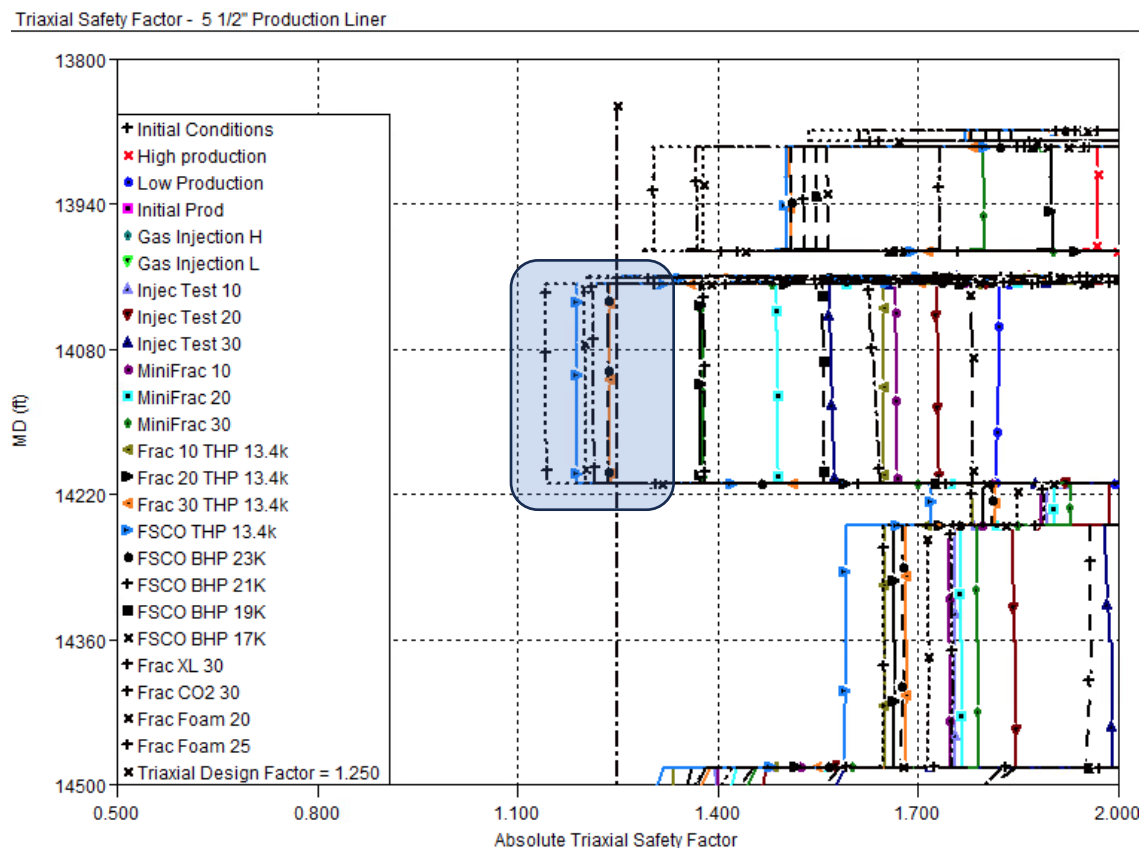 Triaxial Safety Factor - 5 1/2" Production Liner
13800
13940
14080
14220
14360
14500
MD (ft)
Initial Conditions
High production
Low Production
Initial Prod
Gas Injection H
Gas Injection L
Injec Test 10
Injec Test 20
Injec Test 30
MiniFrac 10
MiniFrac 20
MiniFrac 30
Frac 10 THP 13.4k
Frac 20 THP 13.4k
Frac 30 THP 13.4k
FSCO THP 13.4k
FSCO BHP 23K
FSCO BHP 21K
FSCO BHP 19K
FSCO BHP 17K
Frac XL 30
Frac CO2 30
Frac Foam 20
Frac Foam 25
Triaxial Design Factor = 1.250
0.500 0.800 1.100 1.400 1.700 2.000
Absolute Triaxial Safety Factor